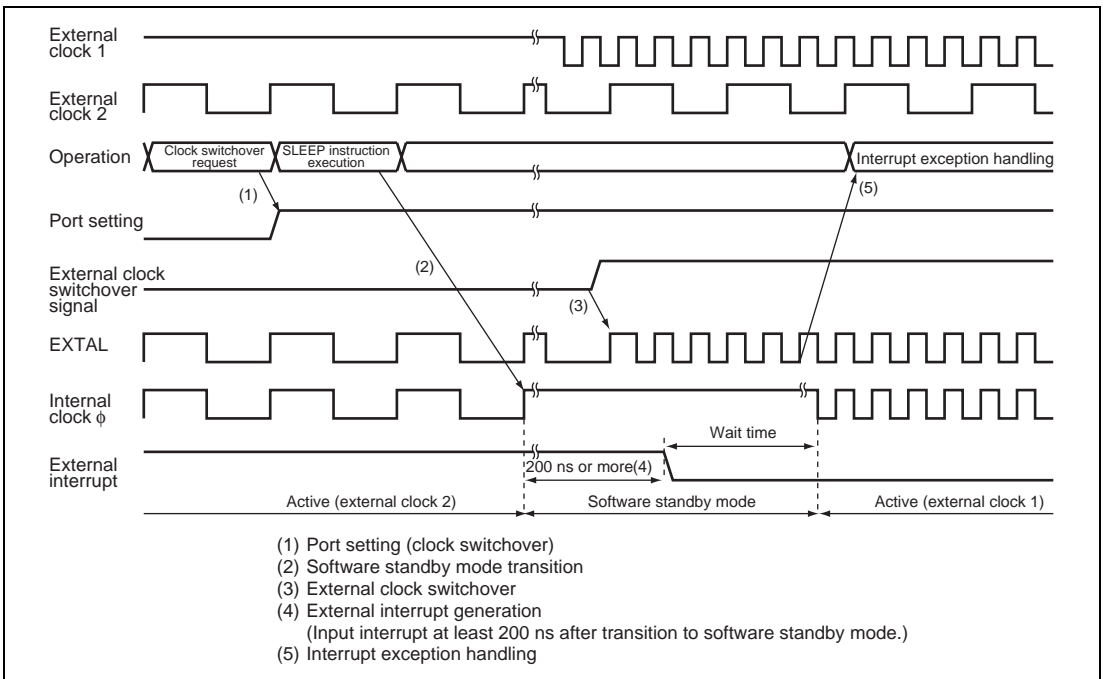 External
clock 1
External
clock 2
Operation
Clock switchover
request
SLEEP instruction
execution
Interrupt exception handling
(1)
(5)
Port setting
(2)
External clock
switchover
signal
(3)
EXTAL
Internal
clock ϕ
Wait time
External
interrupt
200 ns or more(4)
Active (external clock 2)
Software standby mode
Active (external clock 1)
(1) Port setting (clock switchover)
(2) Software standby mode transition
(3) External clock switchover
(4) External interrupt generation
(Input interrupt at least 200 ns after transition to software standby mode.)
(5) Interrupt exception handling